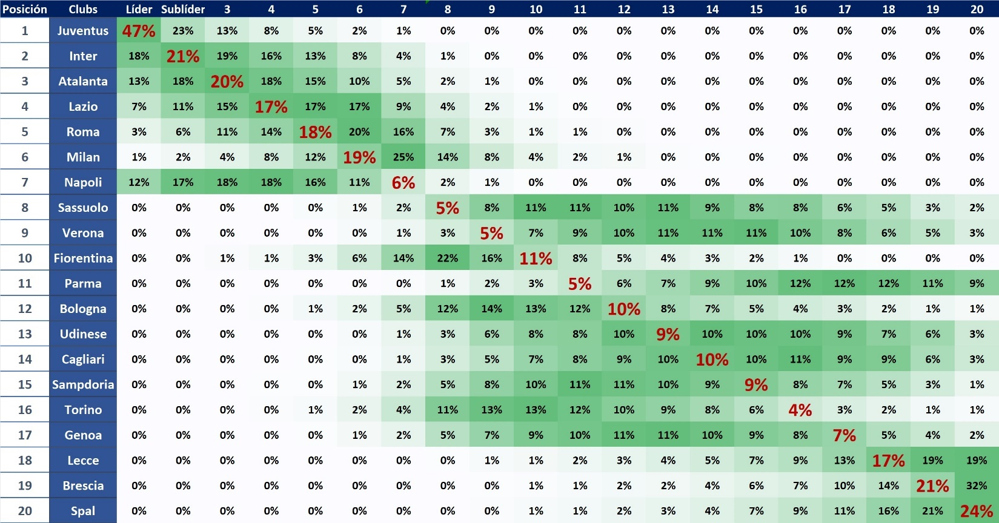 Posición Clubs Líder Sublíder 3 4 5 6 7 8 9 10 11 12 13 14 15 16 17 18 19 20
1 Juventus 47% 23% 13% 8% 5% 2% 1% 0% 0% 0% 0% 0% 0% 0% 0% 0% 0% 0% 0% 0%
2 Inter 18% 21% 19% 16% 13% 8% 4% 1% 0% 0% 0% 0% 0% 0% 0% 0% 0% 0% 0% 0%
3 Atalanta 13% 18% 20% 18% 15% 10% 5% 2% 1% 0% 0% 0% 0% 0% 0% 0% 0% 0% 0% 0%
4 Lazio 7% 11% 15% 17% 17% 17% 9% 4% 2% 1% 0% 0% 0% 0% 0% 0% 0% 0% 0% 0%
5 Roma 3% 6% 11% 14% 18% 20% 16% 7% 3% 1% 1% 0% 0% 0% 0% 0% 0% 0% 0% 0%
6 Milan 1% 2% 4% 8% 12% 19% 25% 14% 8% 4% 2% 1% 0% 0% 0% 0% 0% 0% 0% 0%
7 Napoli 12% 17% 18% 18% 16% 11% 6% 2% 1% 0% 0% 0% 0% 0% 0% 0% 0% 0% 0% 0%
8 Sassuolo 0% 0% 0% 0% 0% 1% 2% 5% 8% 11% 11% 10% 11% 9% 8% 8% 6% 5% 3% 2%
9 Verona 0% 0% 0% 0% 0% 0% 1% 3% 5% 7% 9% 10% 11% 11% 11% 10% 8% 6% 5% 3%
10 Fiorentina 0% 0% 1% 1% 3% 6% 14% 22% 16% 11% 8% 5% 4% 3% 2% 1% 0% 0% 0% 0%
11 Parma 0% 0% 0% 0% 0% 0% 0% 1% 2% 3% 5% 6% 7% 9% 10% 12% 12% 12% 11% 9%
12 Bologna 0% 0% 0% 0% 1% 2% 5% 12% 14% 13% 12% 10% 8% 7% 5% 4% 3% 2% 1% 1%
13 Udinese 0% 0% 0% 0% 0% 0% 1% 3% 6% 8% 8% 10% 9% 10% 10% 10% 9% 7% 6% 3%
14 Cagliari 0% 0% 0% 0% 0% 0% 1% 3% 5% 7% 8% 9% 10% 10% 10% 11% 9% 9% 6% 3%
15 Sampdoria 0% 0% 0% 0% 0% 1% 2% 5% 8% 10% 11% 11% 10% 9% 9% 8% 7% 5% 3% 1%
16 Torino 0% 0% 0% 0% 1% 2% 4% 11% 13% 13% 12% 10% 9% 8% 6% 4% 3% 2% 1% 1%
17 Genoa 0% 0% 0% 0% 0% 1% 2% 5% 7% 9% 10% 11% 11% 10% 9% 8% 7% 5% 4% 2%
18 Lecce 0% 0% 0% 0% 0% 0% 0% 0% 1% 1% 2% 3% 4% 5% 7% 9% 13% 17% 19% 19%
19 Brescia 0% 0% 0% 0% 0% 0% 0% 0% 0% 1% 1% 2% 2% 4% 6% 7% 10% 14% 21% 32%
20 Spal 0% 0% 0% 0% 0% 0% 0% 0% 0% 1% 1% 2% 3% 4% 7% 9% 11% 16% 21% 24%